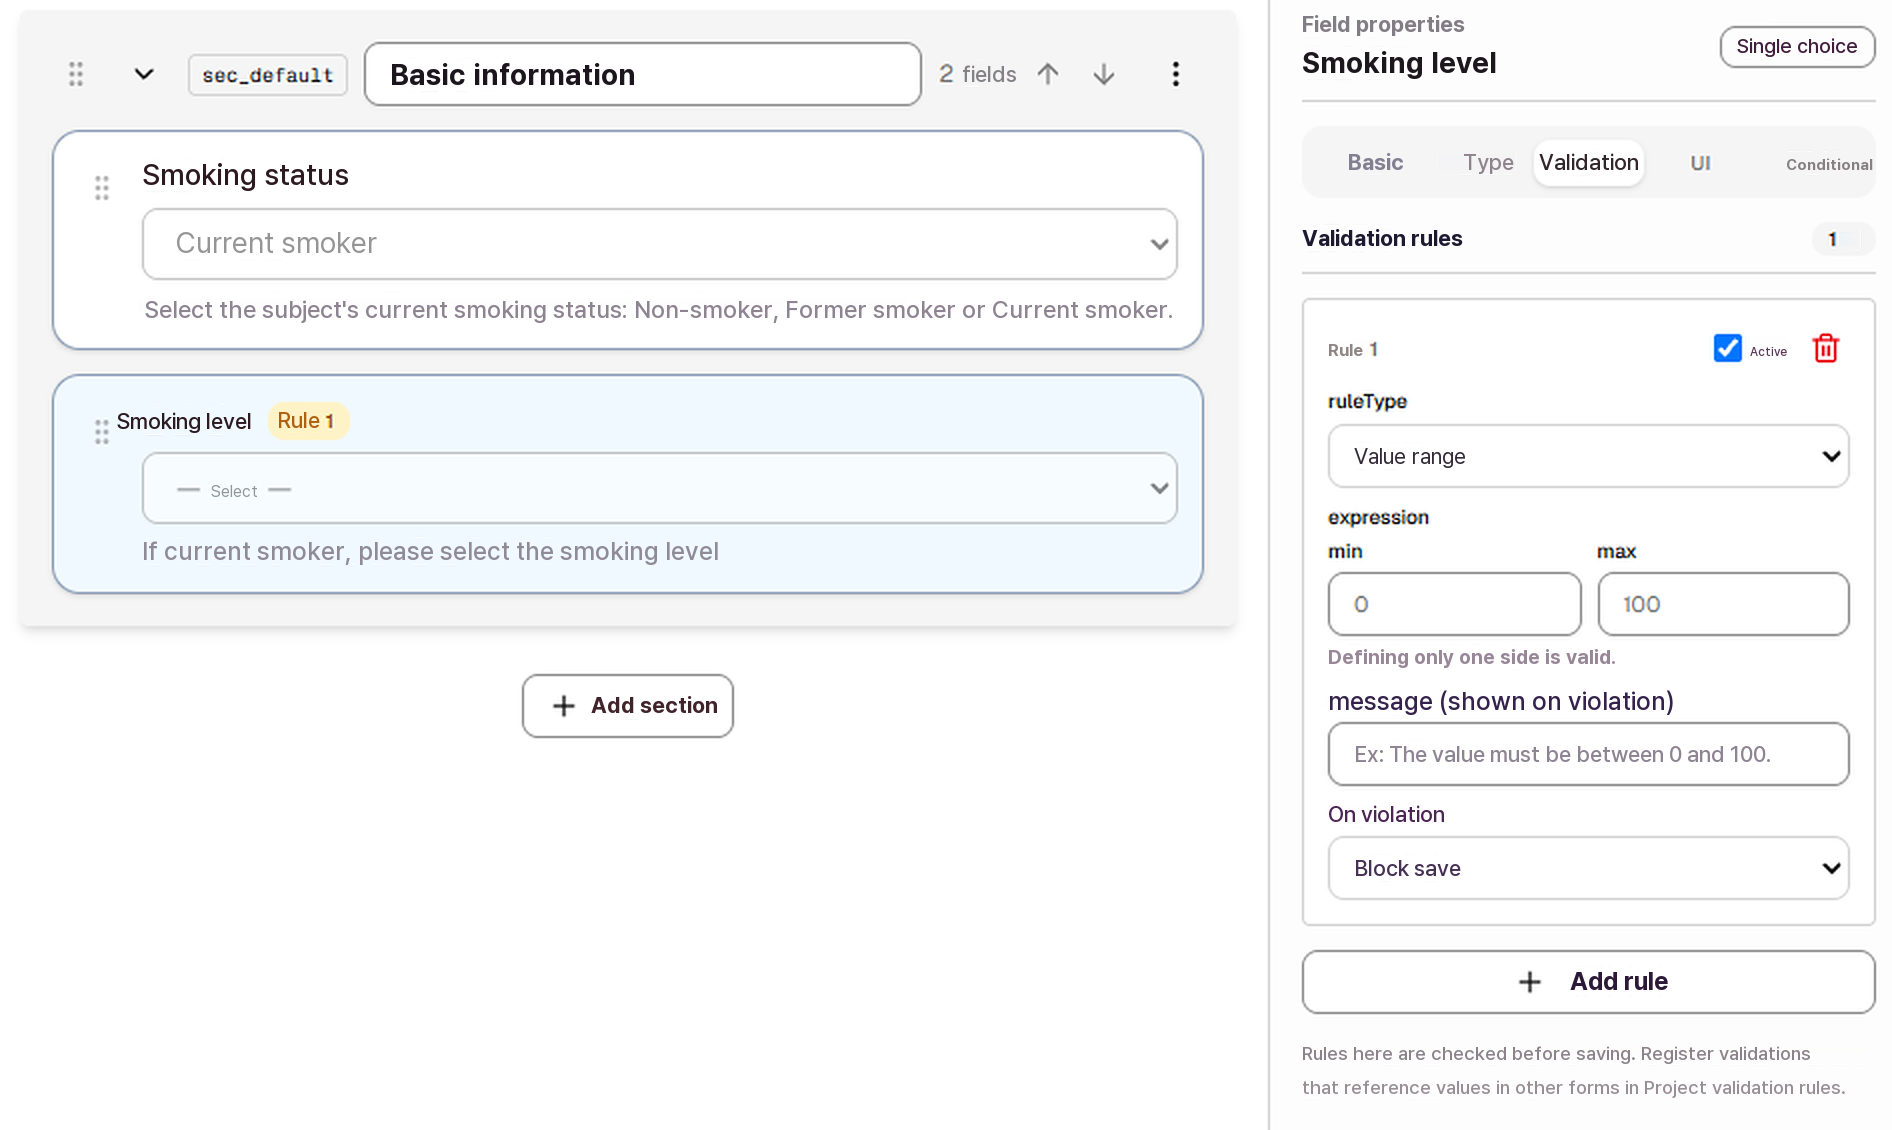 sec_default
Basic information
2 fields
Smoking status
Current smoker
Select the subject's current smoking status: Non-smoker, Former smoker or Current smoker.
Smoking level Rule 1
— Select —
If current smoker, please select the smoking level
+ Add section
Field properties
Smoking level
Single choice
Basic Type Validation UI Conditional
Validation rules 1
Rule 1 Active
ruleType
Value range
expression
min max
0 100
Defining only one side is valid.
message (shown on violation)
Ex: The value must be between 0 and 100.
On violation
Block save
+ Add rule
Rules here are checked before saving. Register validations
that reference values in other forms in Project validation rules.